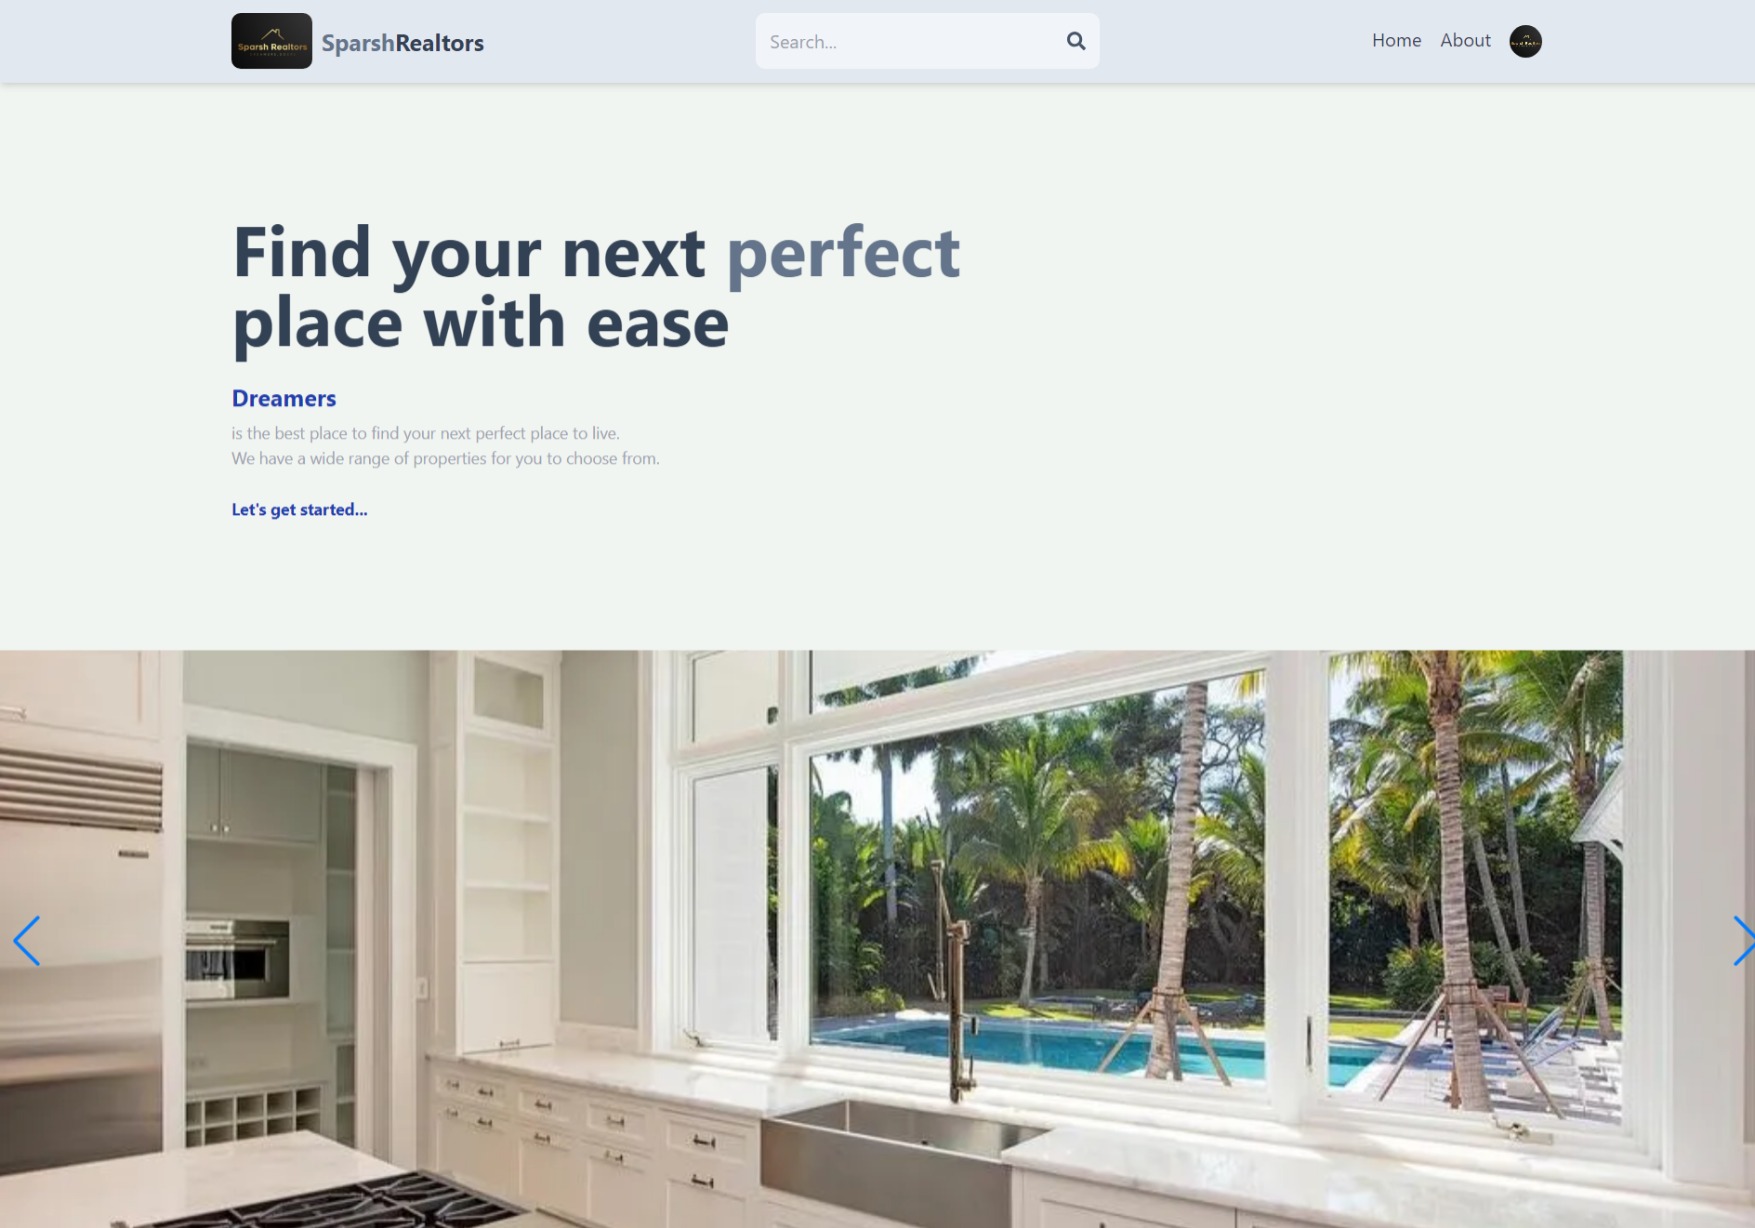 Sparsh Realtors
SparshRealtors
Search...
Home
About
Find your next perfect
place with ease
Dreamers
is the best place to find your next perfect place to live.
We have a wide range of properties for you to choose from.
Let's get started...